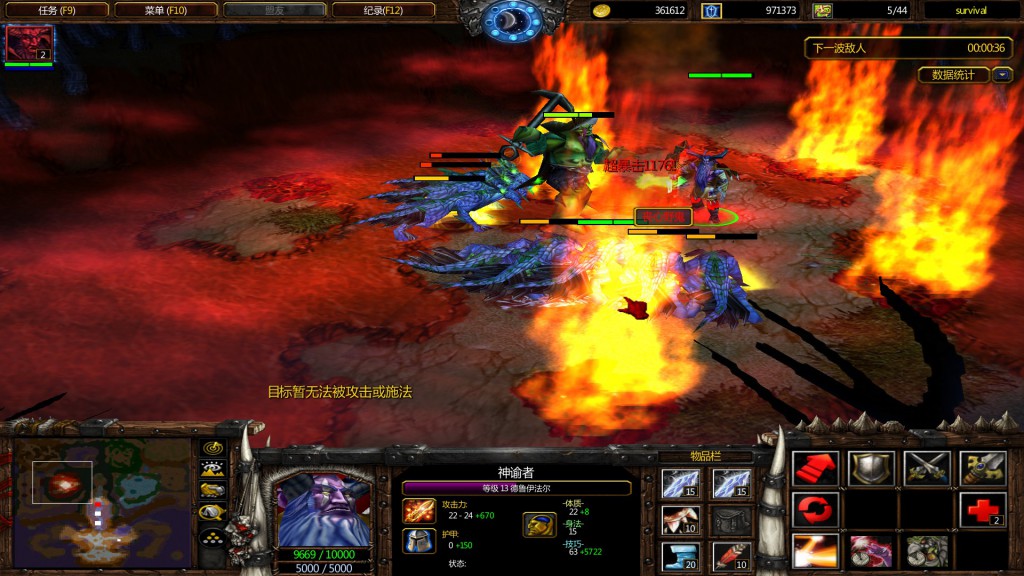 任务 (F9)
菜单 (F10)
盟友
纪录(F12)
361612
971373
5/44
survival
2
下一波敌人
00:00:36
数据统计
超暴击1176!
目标暂无法被攻击或施法
神谕者
等级 13 德鲁伊法尔
攻击力:
22 - 24 +670
护甲:
0 +150
状态:
-体质-
22 +8
-身法-
15
-技巧-
63 +5722
9669 / 10000
5000 / 5000
物品栏
15
15
10
20
10
2